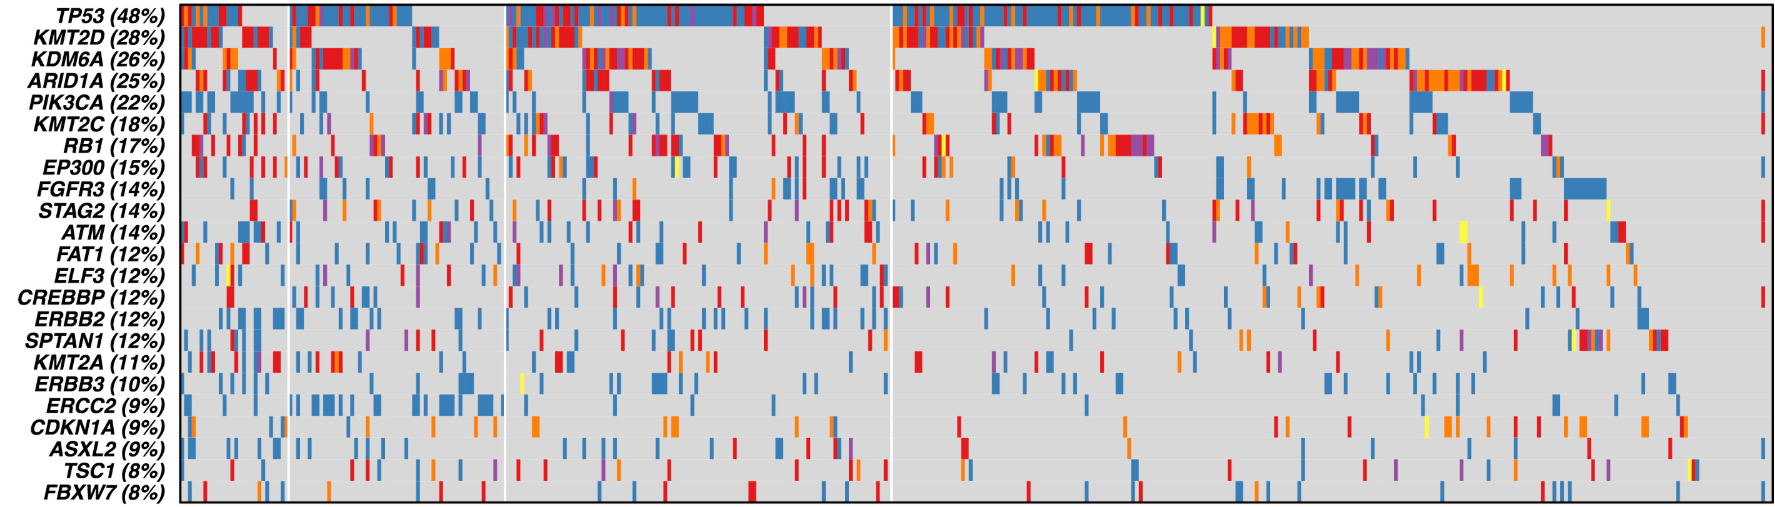 TP53 (48%)
KMT2D (28%)
KDM6A (26%)
ARID1A (25%)
PIK3CA (22%)
KMT2C (18%)
RB1 (17%)
EP300 (15%)
FGFR3 (14%)
STAG2 (14%)
ATM (14%)
FAT1 (12%)
ELF3 (12%)
CREBBP (12%)
ERBB2 (12%)
SPTAN1 (12%)
KMT2A (11%)
ERBB3 (10%)
ERCC2 (9%)
CDKN1A (9%)
ASXL2 (9%)
TSC1 (8%)
FBXW7 (8%)